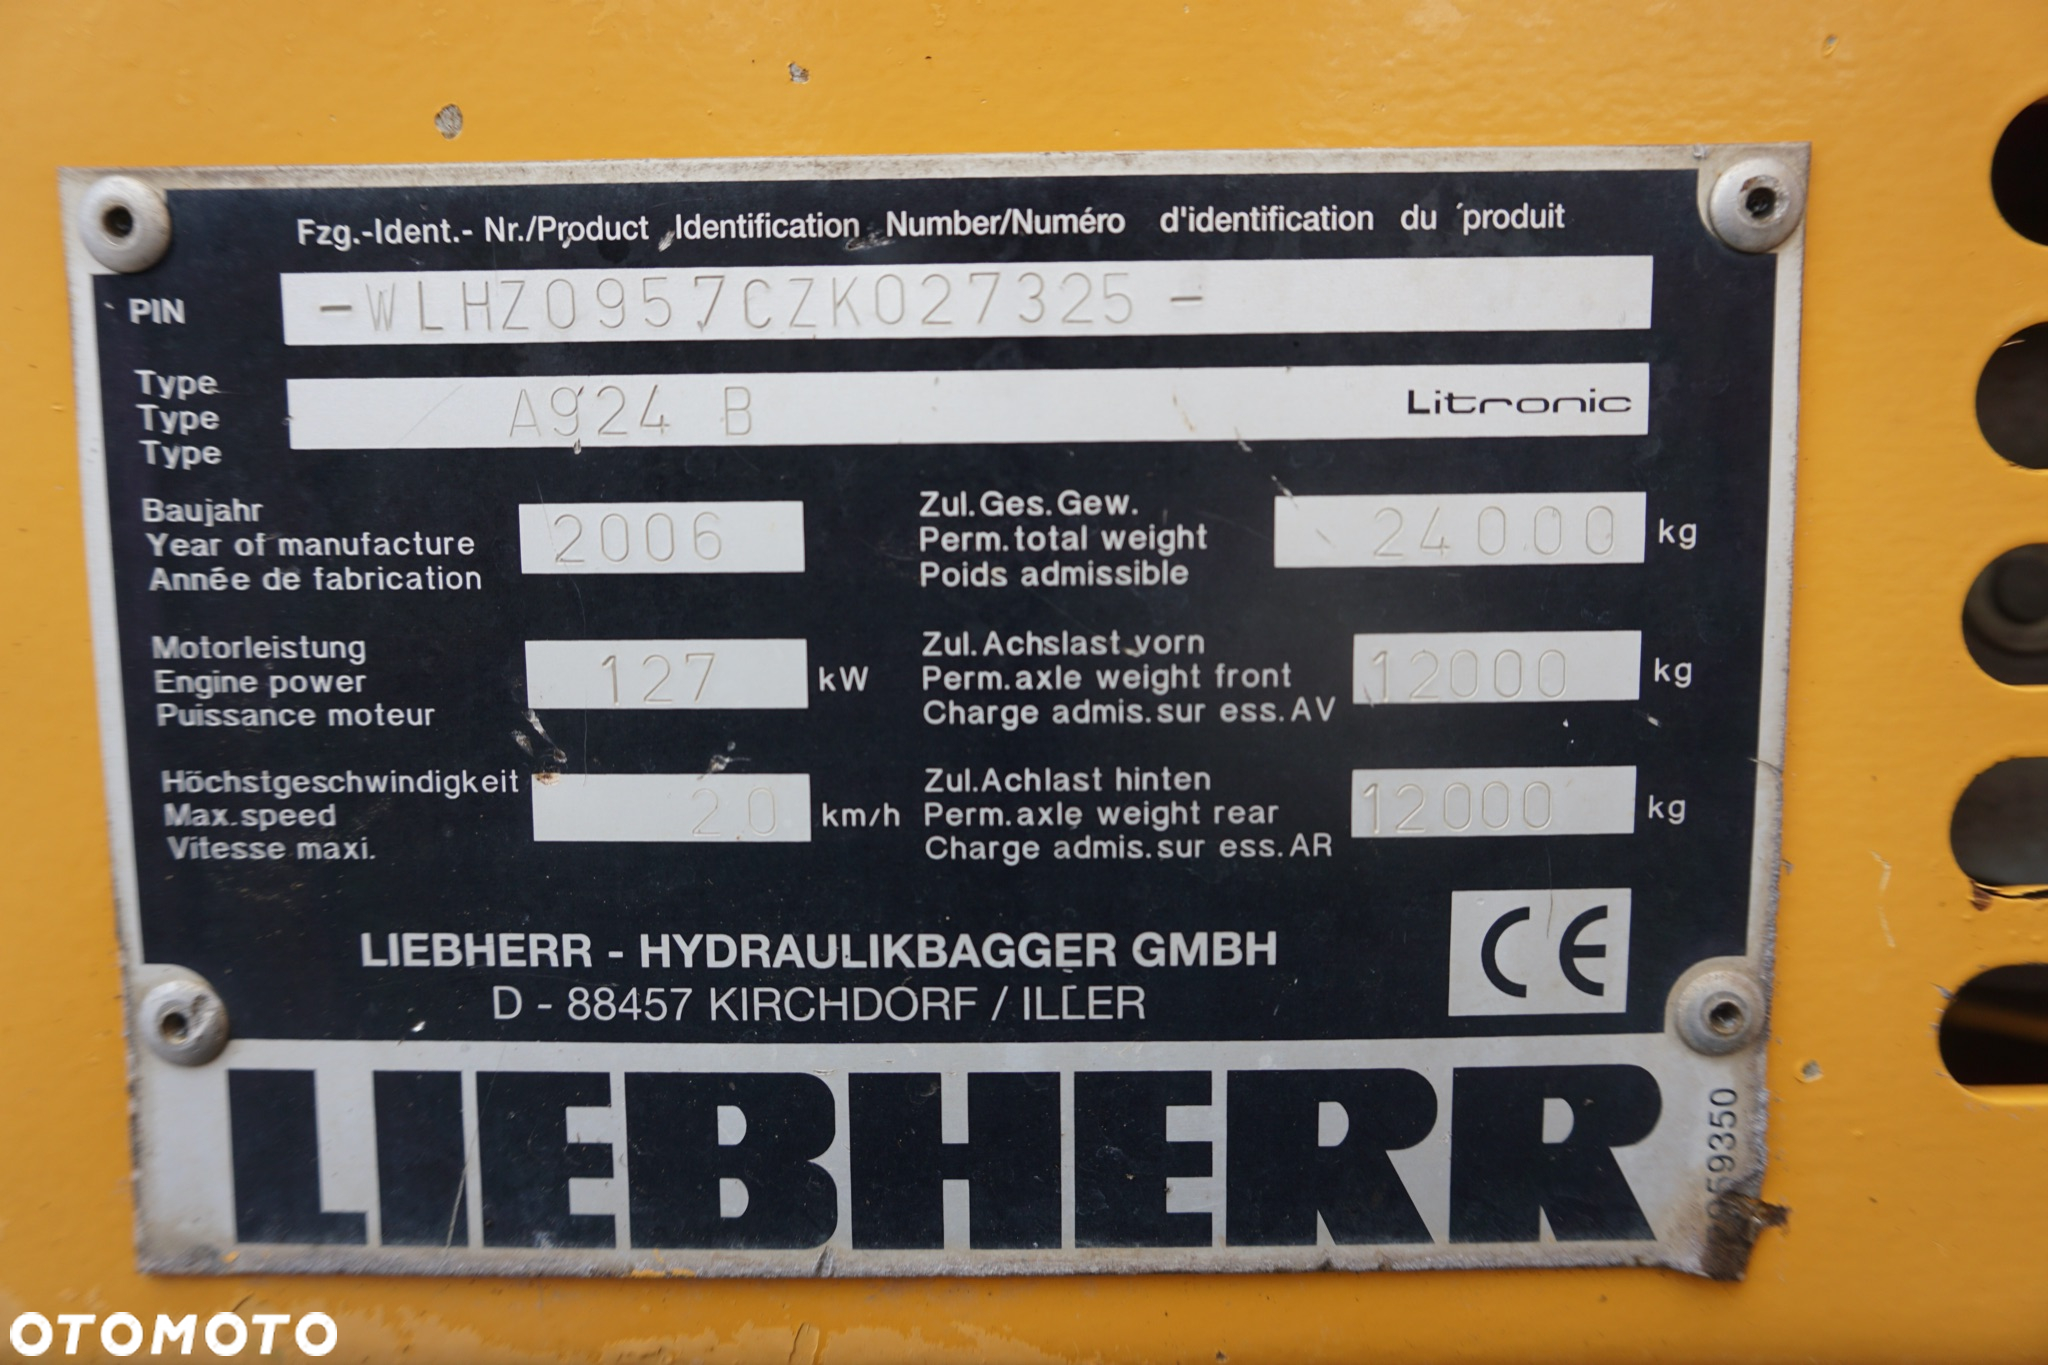 Fzg.-Ident.- Nr./Product Identification Number/Numéro d'identification du produit
PIN -WLHZ0957CZK027325-
Type
Type
Type
A924 B Litronic
Baujahr
Year of manufacture
Année de fabrication
2006
Zul.Ges.Gew.
Perm.total weight
Poids admissible
24000 kg
Motorleistung
Engine power
Puissance moteur
127 kW
Zul.Achslast vorn
Perm.axle weight front
Charge admis.sur ess.AV
12000 kg
Höchstgeschwindigkeit
Max.speed
Vitesse maxi.
20 km/h
Zul.Achlast hinten
Perm.axle weight rear
Charge admis.sur ess.AR
12000 kg
LIEBHERR - HYDRAULIKBAGGER GMBH
D - 88457 KIRCHDORF / ILLER
CE
LIEBHERR
OTOMOTO